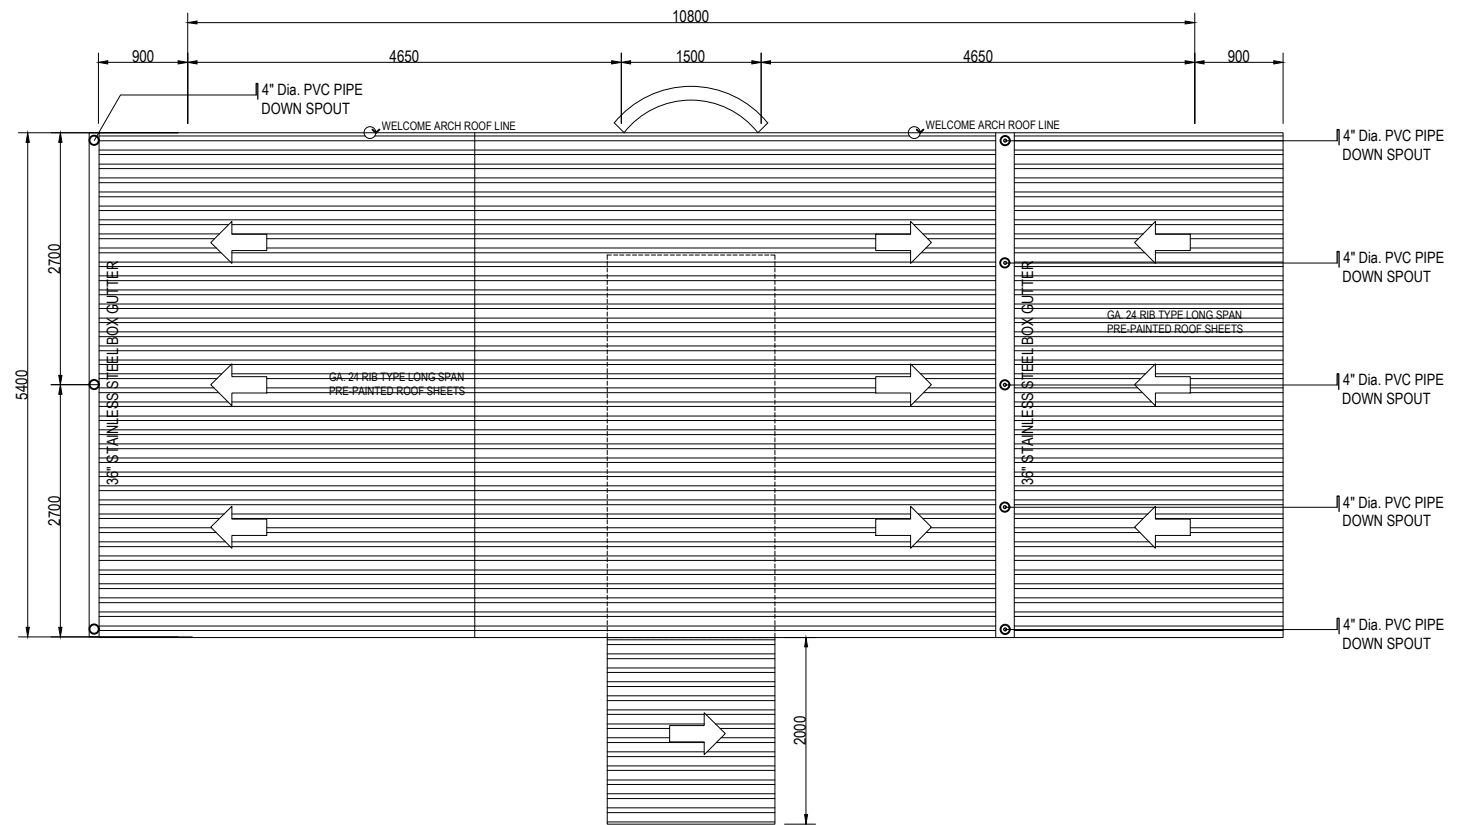 10800
900
4650
1500
4650
900
4" Dia. PVC PIPE
DOWN SPOUT
WELCOME ARCH ROOF LINE
WELCOME ARCH ROOF LINE
4" Dia. PVC PIPE
DOWN SPOUT
2700
5400
2700
36" STAINLESS STEEL BOX GUTTER
GA. 24 RIB TYPE LONG SPAN
PRE-PAINTED ROOF SHEETS
36" STAINLESS STEEL BOX GUTTER
GA. 24 RIB TYPE LONG SPAN
PRE-PAINTED ROOF SHEETS
4" Dia. PVC PIPE
DOWN SPOUT
4" Dia. PVC PIPE
DOWN SPOUT
4" Dia. PVC PIPE
DOWN SPOUT
4" Dia. PVC PIPE
DOWN SPOUT
2000